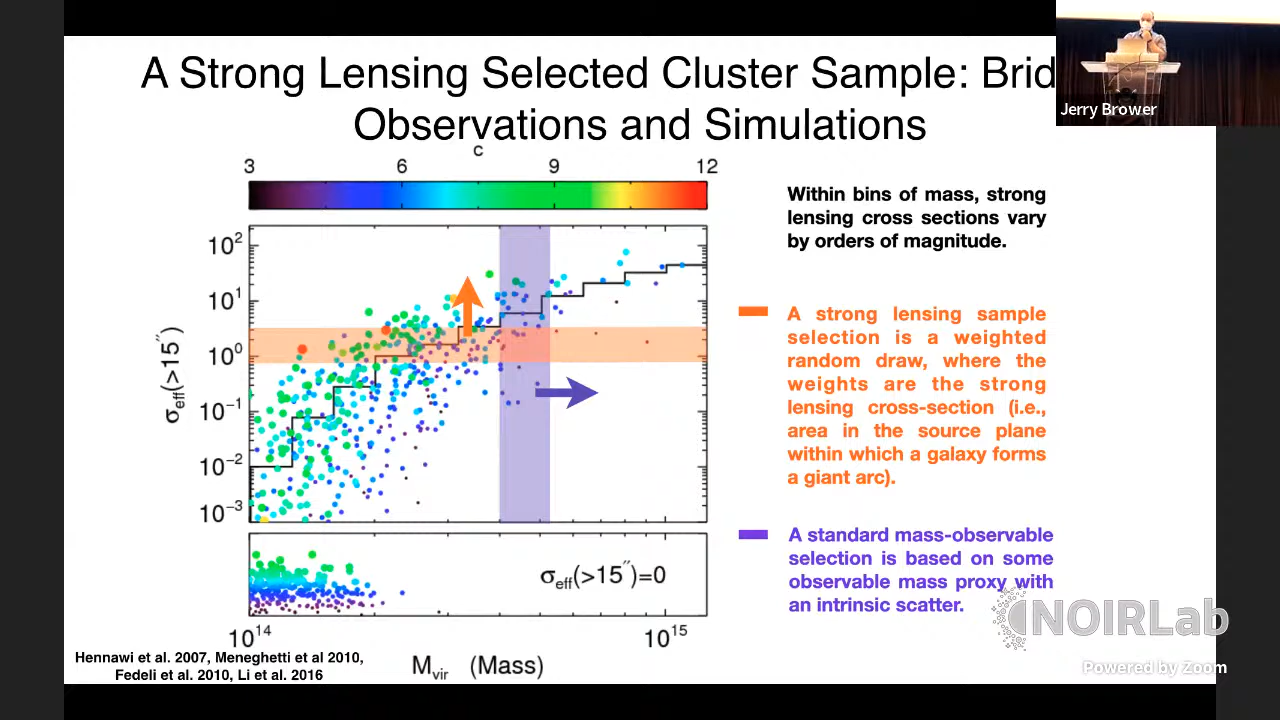 A Strong Lensing Selected Cluster Sample: Brid
Observations and Simulations
c
3 6 9 12
10²
10¹
10⁰
10⁻¹
10⁻²
10⁻³
σeff(>15″)
σeff(>15″)=0
10¹⁴ 10¹⁵
Mvir (Mass)
Hennawi et al. 2007, Meneghetti et al 2010,
Fedeli et al. 2010, Li et al. 2016
Within bins of mass, strong
lensing cross sections vary
by orders of magnitude.
A strong lensing sample
selection is a weighted
random draw, where the
weights are the strong
lensing cross-section (i.e.,
area in the source plane
within which a galaxy forms
a giant arc).
A standard mass-observable
selection is based on some
observable mass proxy with
an intrinsic scatter.
Jerry Brower
NOIRLab
Powered by Zoom